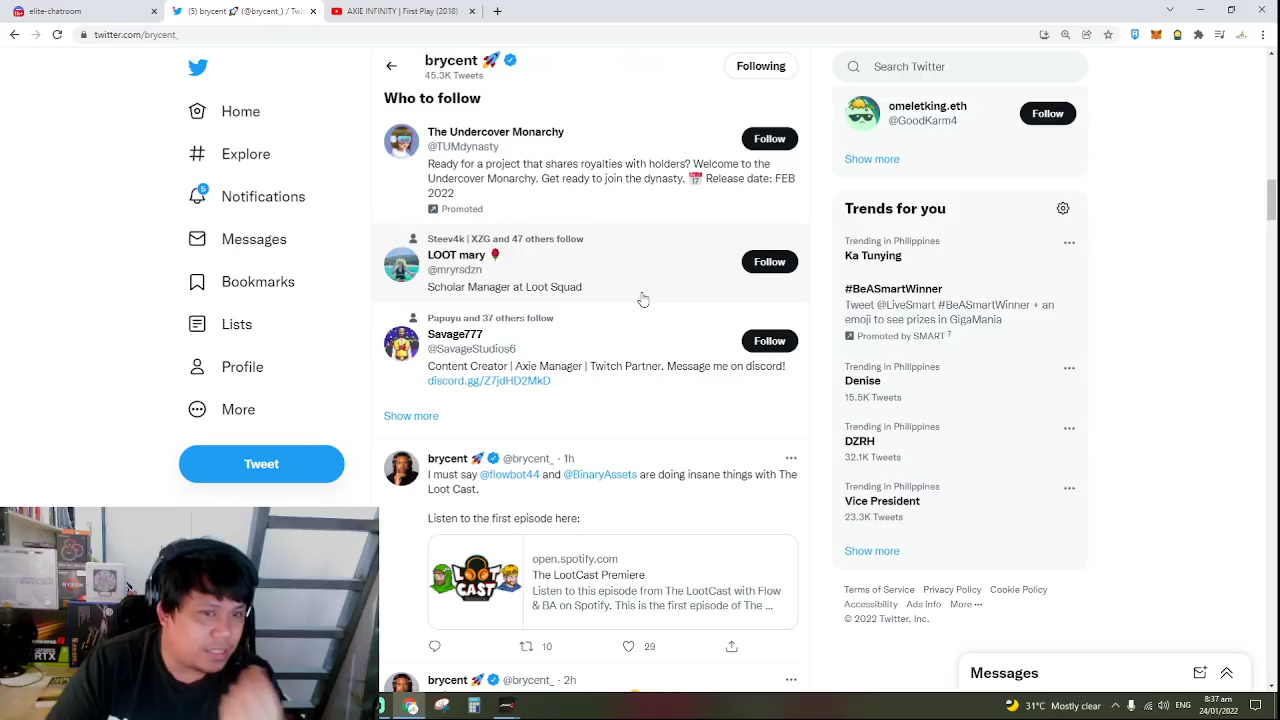 elite-chatroom
(5) brycent 🚀 (@brycent_) / Twi
AXIE INFINITY | First Play (2018)
twitter.com/brycent_
Home
Explore
5
Notifications
Messages
Bookmarks
Lists
Profile
More
Tweet
brycent 🚀
45.3K Tweets
Following
Who to follow
The Undercover Monarchy
@TUMdynasty
Follow
Ready for a project that shares royalties with holders? Welcome to the
Undercover Monarchy. Get ready to join the dynasty. 📅 Release date: FEB
2022
Promoted
Steev4k | XZG and 47 others follow
LOOT mary 🌹
@mryrsdzn
Follow
Scholar Manager at Loot Squad
Papuyu and 37 others follow
Savage777
@SavageStudios6
Follow
Content Creator | Axie Manager | Twitch Partner. Message me on discord!
discord.gg/Z7jdHD2MkD
Show more
brycent 🚀 @brycent_ · 1h
I must say @flowbot44 and @BinaryAssets are doing insane things with The
Loot Cast.
Listen to the first episode here:
LOOT
CAST
open.spotify.com
The LootCast Premiere
Listen to this episode from The LootCast with Flow
& BA on Spotify. This is the first episode of The ...
10
29
brycent 🚀 @brycent_ · 2h
Search Twitter
omeletking.eth
@GoodKarm4
Follow
Show more
Trends for you
Trending in Philippines
Ka Tunying
#BeASmartWinner
Tweet @LiveSmart #BeASmartWinner + an
emoji to see prizes in GigaMania
Promoted by SMART 7
Trending in Philippines
Denise
15.5K Tweets
Trending in Philippines
DZRH
32.1K Tweets
Trending in Philippines
Vice President
23.3K Tweets
Show more
Terms of Service Privacy Policy Cookie Policy
Accessibility Ads info More ···
© 2022 Twitter, Inc.
Messages
RYZEN
RTX
31°C Mostly clear
ENG
8:37 am
24/01/2022